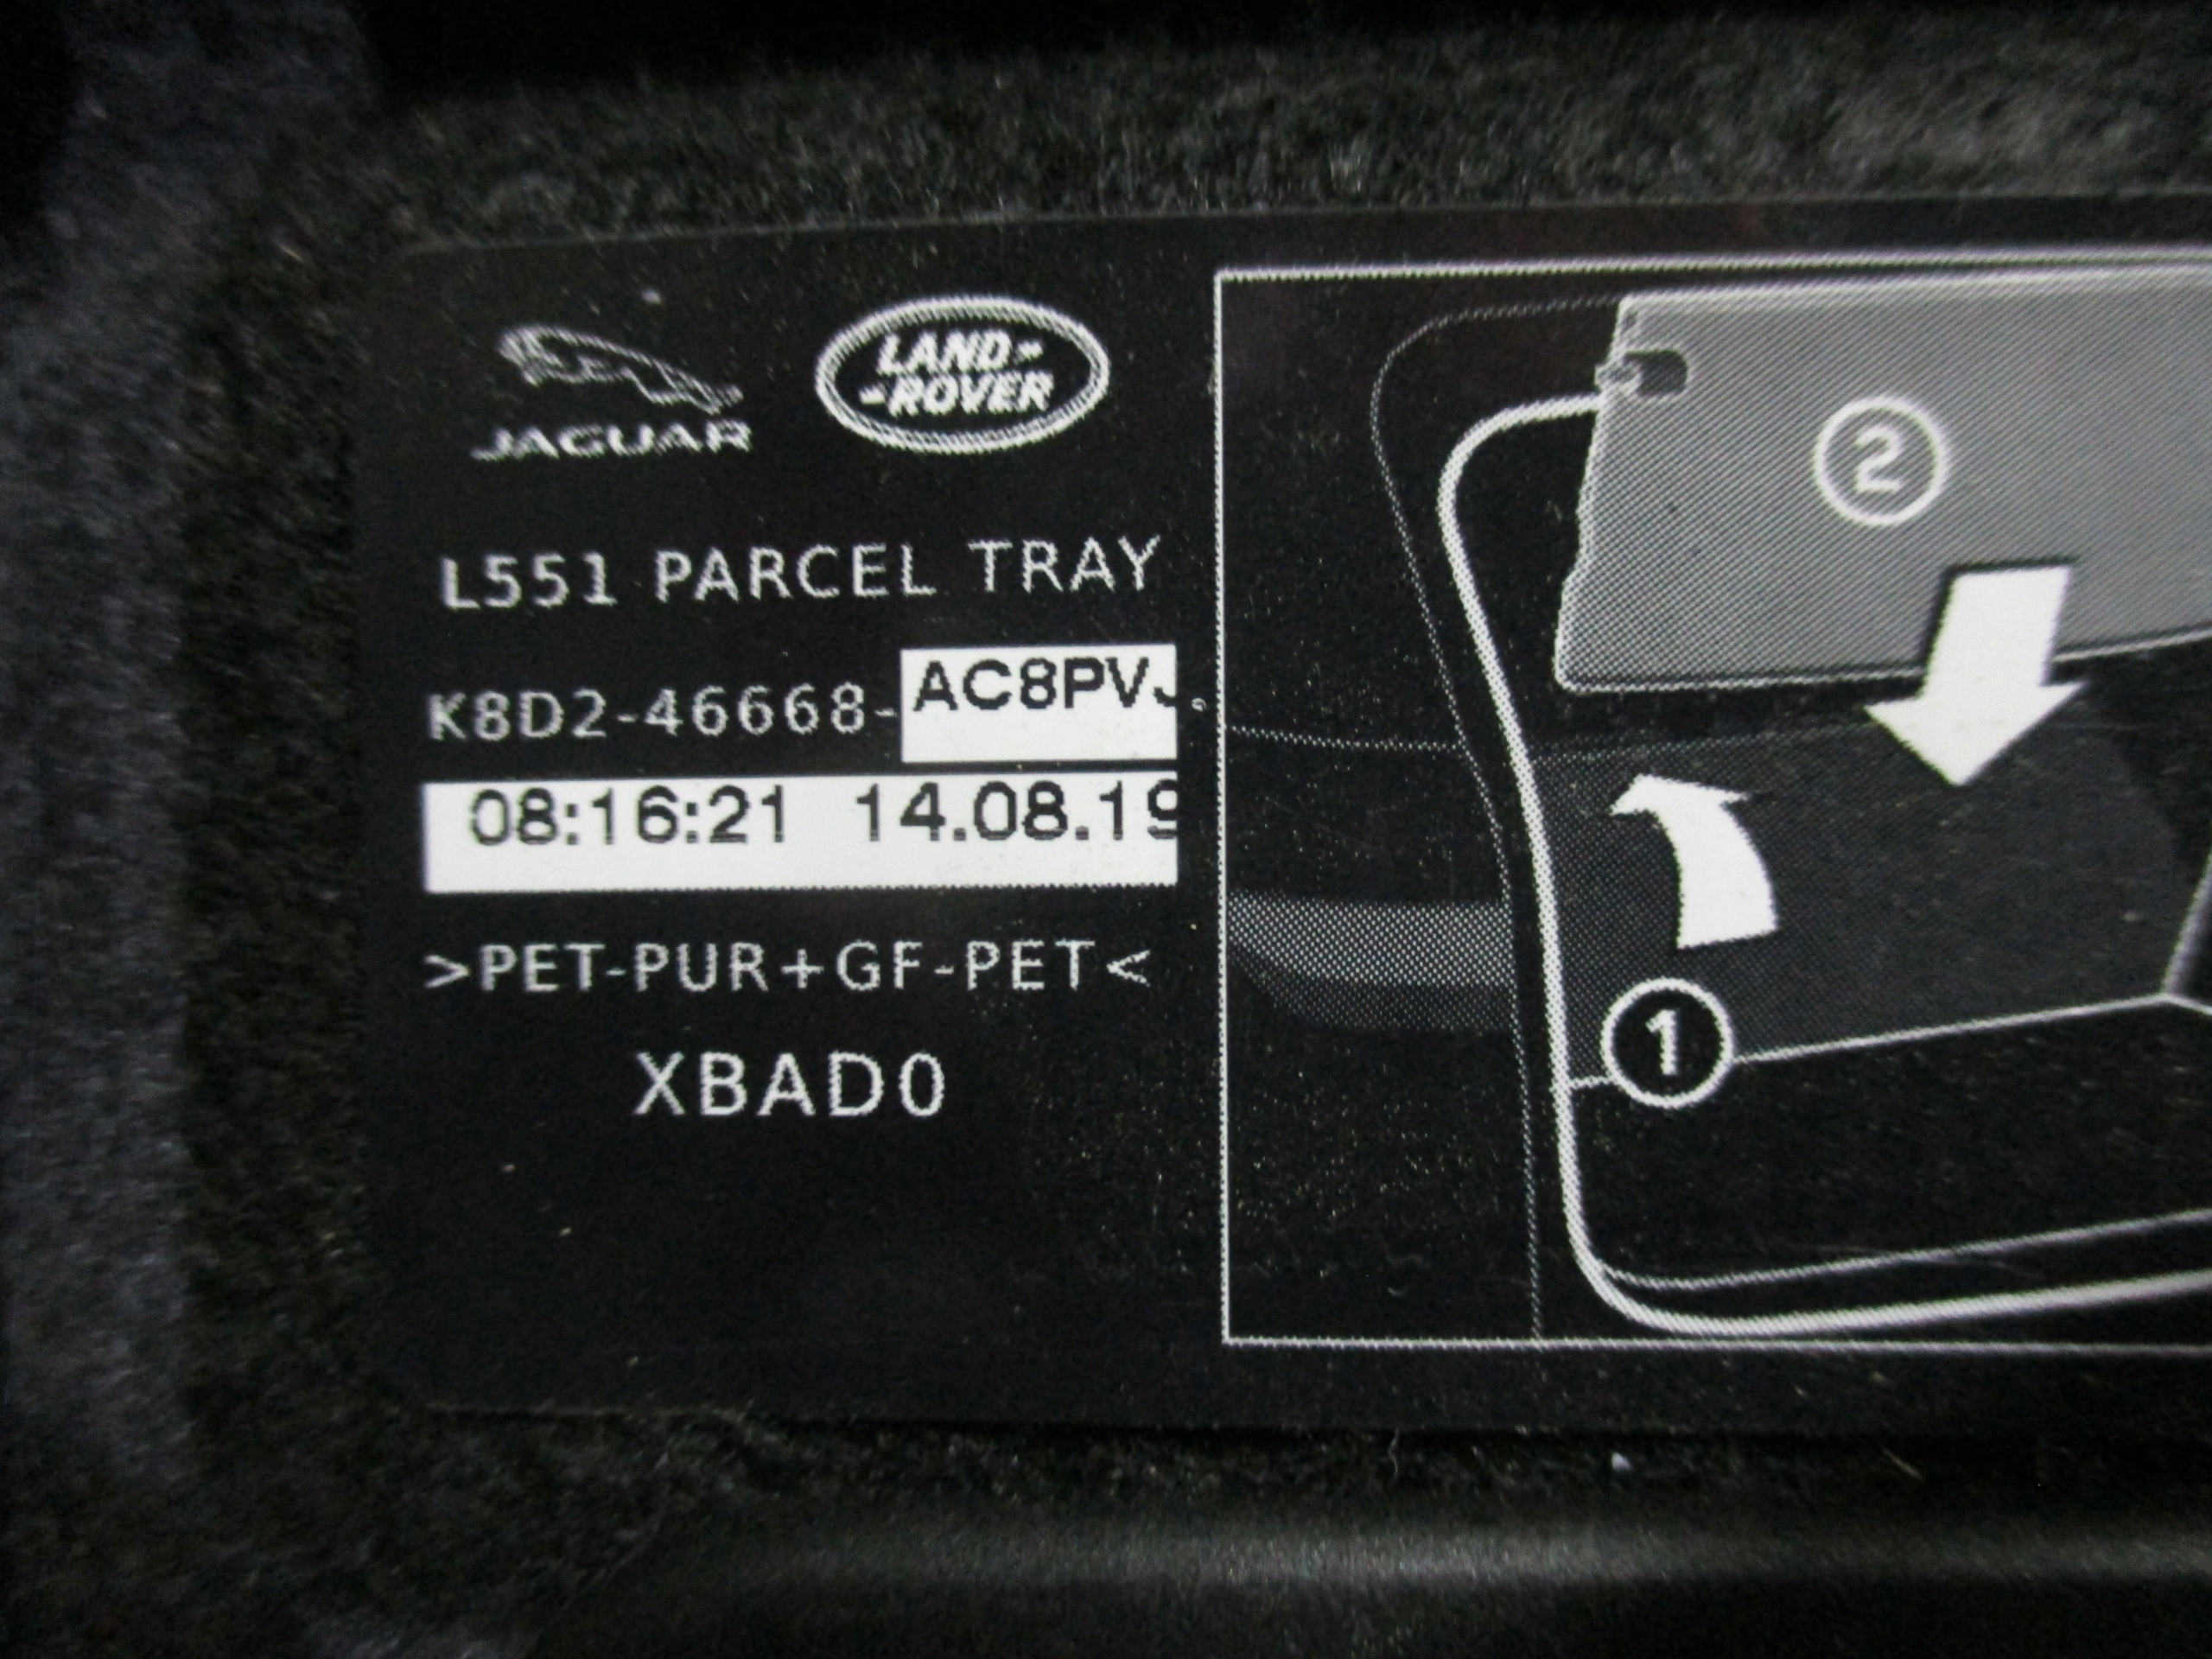 JAGUAR
LAND-
-ROVER
L551 PARCEL TRAY
K8D2-46668-AC8PVJ
08:16:21 14.08.19
>PET-PUR+GF-PET<
XBAD0
2
1